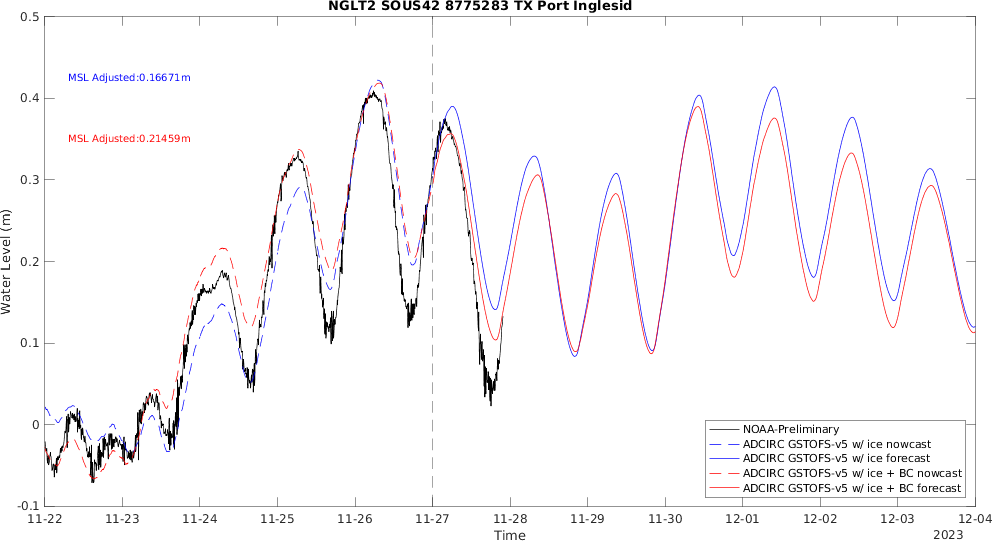 NGLT2 SOUS42 8775283 TX Port Inglesid
0.5
0.4
0.3
0.2
0.1
0
-0.1
Water Level (m)
MSL Adjusted:0.16671m
MSL Adjusted:0.21459m
NOAA-Preliminary
ADCIRC GSTOFS-v5 w/ ice nowcast
ADCIRC GSTOFS-v5 w/ ice forecast
ADCIRC GSTOFS-v5 w/ ice + BC nowcast
ADCIRC GSTOFS-v5 w/ ice + BC forecast
11-22 11-23 11-24 11-25 11-26 11-27 11-28 11-29 11-30 12-01 12-02 12-03 12-04
Time
2023